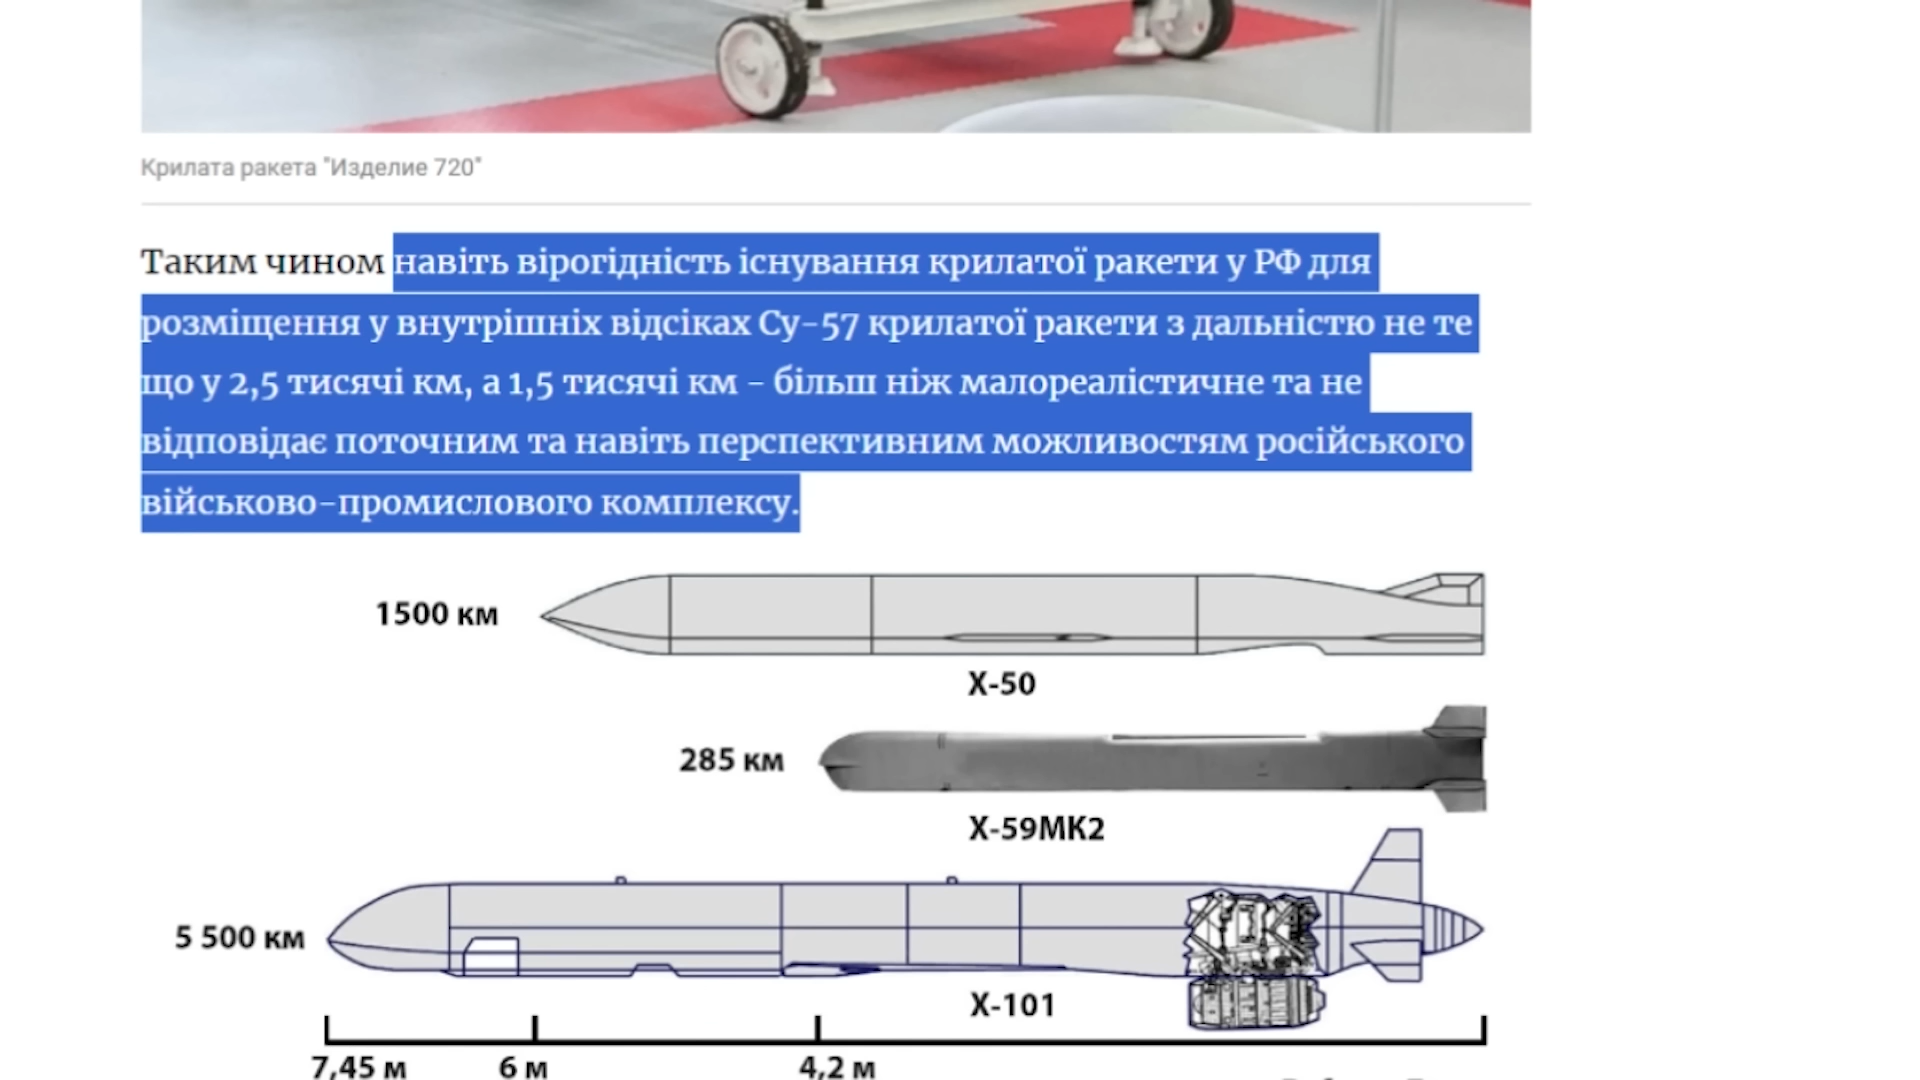 Крилата ракета "Изделие 720"
Таким чином навіть вірогідність існування крилатої ракети у РФ для
розміщення у внутрішніх відсіках Су-57 крилатої ракети з дальністю не те
що у 2,5 тисячі км, а 1,5 тисячі км - більш ніж малореалістичне та не
відповідає поточним та навіть перспективним можливостям російського
військово-промислового комплексу.
1500 км
Х-50
285 км
Х-59МК2
5 500 км
Х-101
7,45 м 6 м 4,2 м